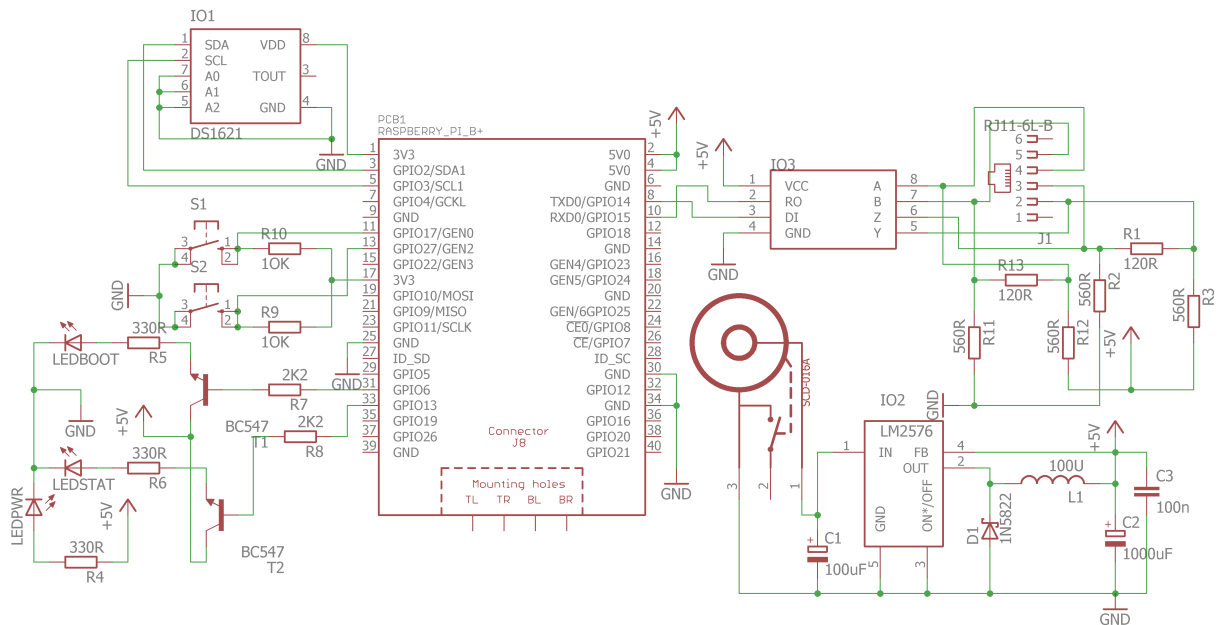 IO1
1 SDA VDD 8
2 SCL
7 A0 TOUT 3
6 A1
5 A2 GND 4
DS1621
GND
PCB1
RASPBERRY_PI_B+
1 3V3 5V0 2
3 GPIO2/SDA1 5V0 4
5 GPIO3/SCL1 GND 6
7 GPIO4/GCKL TXD0/GPIO14 8
9 GND RXD0/GPIO15 10
11 GPIO17/GEN0 GPIO18 12
13 GPIO27/GEN2 GND 14
15 GPIO22/GEN3 GEN4/GPIO23 16
17 3V3 GEN5/GPIO24 18
19 GPIO10/MOSI GND 20
21 GPIO9/MISO GEN/6GPIO25 22
23 GPIO11/SCLK CE0/GPIO8 24
25 GND CE/GPIO7 26
27 ID_SD ID_SC 28
29 GPIO5 GND 30
31 GPIO6 GPIO12 32
33 GPIO13 GND 34
35 GPIO19 GPIO16 36
37 GPIO26 GPIO20 38
39 GND GPIO21 40
Connector
J8
Mounting holes
TL TR BL BR
S1
3 1
4 2
R10
10K
S2
3 1
4 2
R9
10K
GND
GND
330R
R5
LEDBOOT
2K2
R7
BC547
T1
2K2
R8
GND
+5V
330R
R6
LEDSTAT
LEDPWR
+5V
330R
R4
BC547
T2
+5V
GND
+5V
IO3
1 VCC A 8
2 RO B 7
3 DI Z 6
4 GND Y 5
GND
RJ11-6L-B
6
5
4
3
2
1
J1
R1
120R
R13
120R
560R
R2
560R
R3
560R
R11
560R
R12
+5V
GND
SCD-016A
3
2
1
IO2
LM2576
1 IN FB 4
OUT 2
GND
ON*/OFF
5
3
+
C1
100uF
D1
1N5822
100U
L1
+5V
C3
100n
+
C2
1000uF
GND